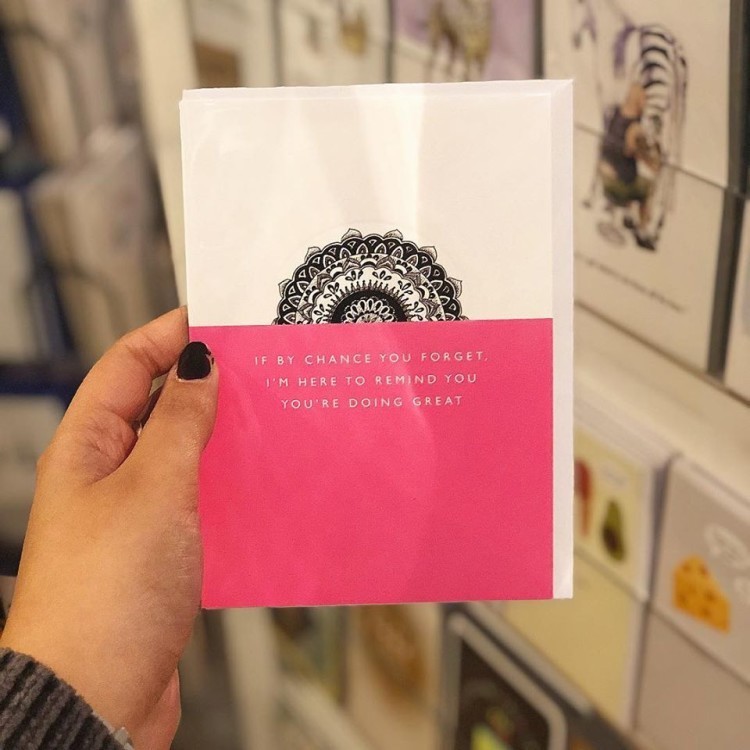 IF BY CHANCE YOU FORGET,
I'M HERE TO REMIND YOU
YOU'RE DOING GREAT